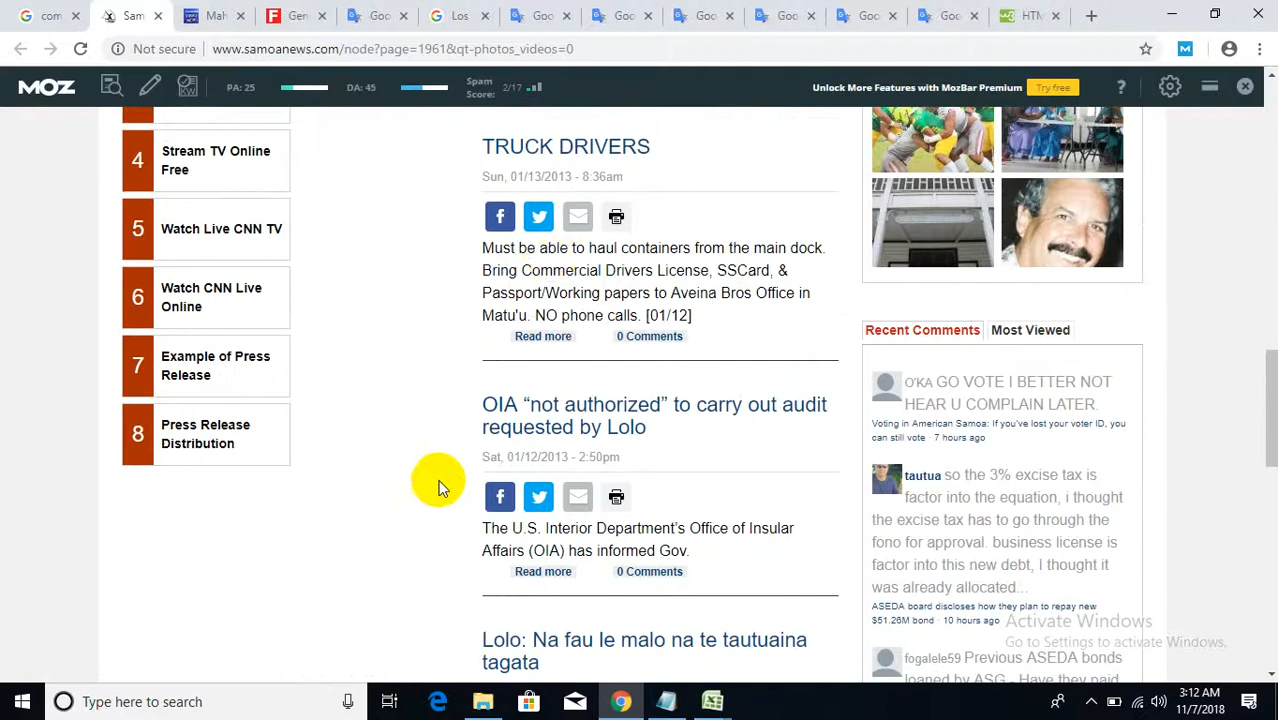 com
Sam
Mah
Gen
Goo
Los
Goo
Goo
Goo
Goo
Goo
Goo
HTM
Not secure
www.samoanews.com/node?page=1961&qt-photos_videos=0
MOZ
PA: 25
DA: 45
Spam
Score:
2/17
Unlock More Features with MozBar Premium
Try free
4
Stream TV Online
Free
5
Watch Live CNN TV
6
Watch CNN Live
Online
7
Example of Press
Release
8
Press Release
Distribution
TRUCK DRIVERS
Sun, 01/13/2013 - 8:36am
Must be able to haul containers from the main dock.
Bring Commercial Drivers License, SSCard, &
Passport/Working papers to Aveina Bros Office in
Matu'u. NO phone calls. [01/12]
Read more
0 Comments
OIA “not authorized” to carry out audit
requested by Lolo
Sat, 01/12/2013 - 2:50pm
The U.S. Interior Department’s Office of Insular
Affairs (OIA) has informed Gov.
Read more
0 Comments
Lolo: Na fau le malo na te tautuaina
tagata
Recent Comments
Most Viewed
O'KA GO VOTE I BETTER NOT
HEAR U COMPLAIN LATER.
Voting in American Samoa: If you've lost your voter ID, you
can still vote · 7 hours ago
tautua so the 3% excise tax is
factor into the equation, i thought
the excise tax has to go through the
fono for approval. business license is
factor into this new debt, I thought it
was already allocated...
ASEDA board discloses how they plan to repay new
$51.26M bond · 10 hours ago
fogalele59 Previous ASEDA bonds
loaned by ASG - Have they paid
Activate Windows
Go to Settings to activate Windows.
Type here to search
3:12 AM
11/7/2018